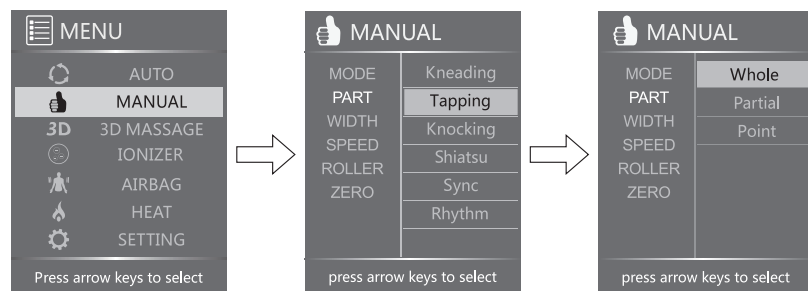 MENU
AUTO
MANUAL
3D 3D MASSAGE
IONIZER
AIRBAG
HEAT
SETTING
Press arrow keys to select
MANUAL
MODE Kneading
PART Tapping
WIDTH Knocking
SPEED Shiatsu
ROLLER Sync
ZERO Rhythm
press arrow keys to select
MANUAL
MODE Whole
PART Partial
WIDTH Point
SPEED
ROLLER
ZERO
press arrow keys to select